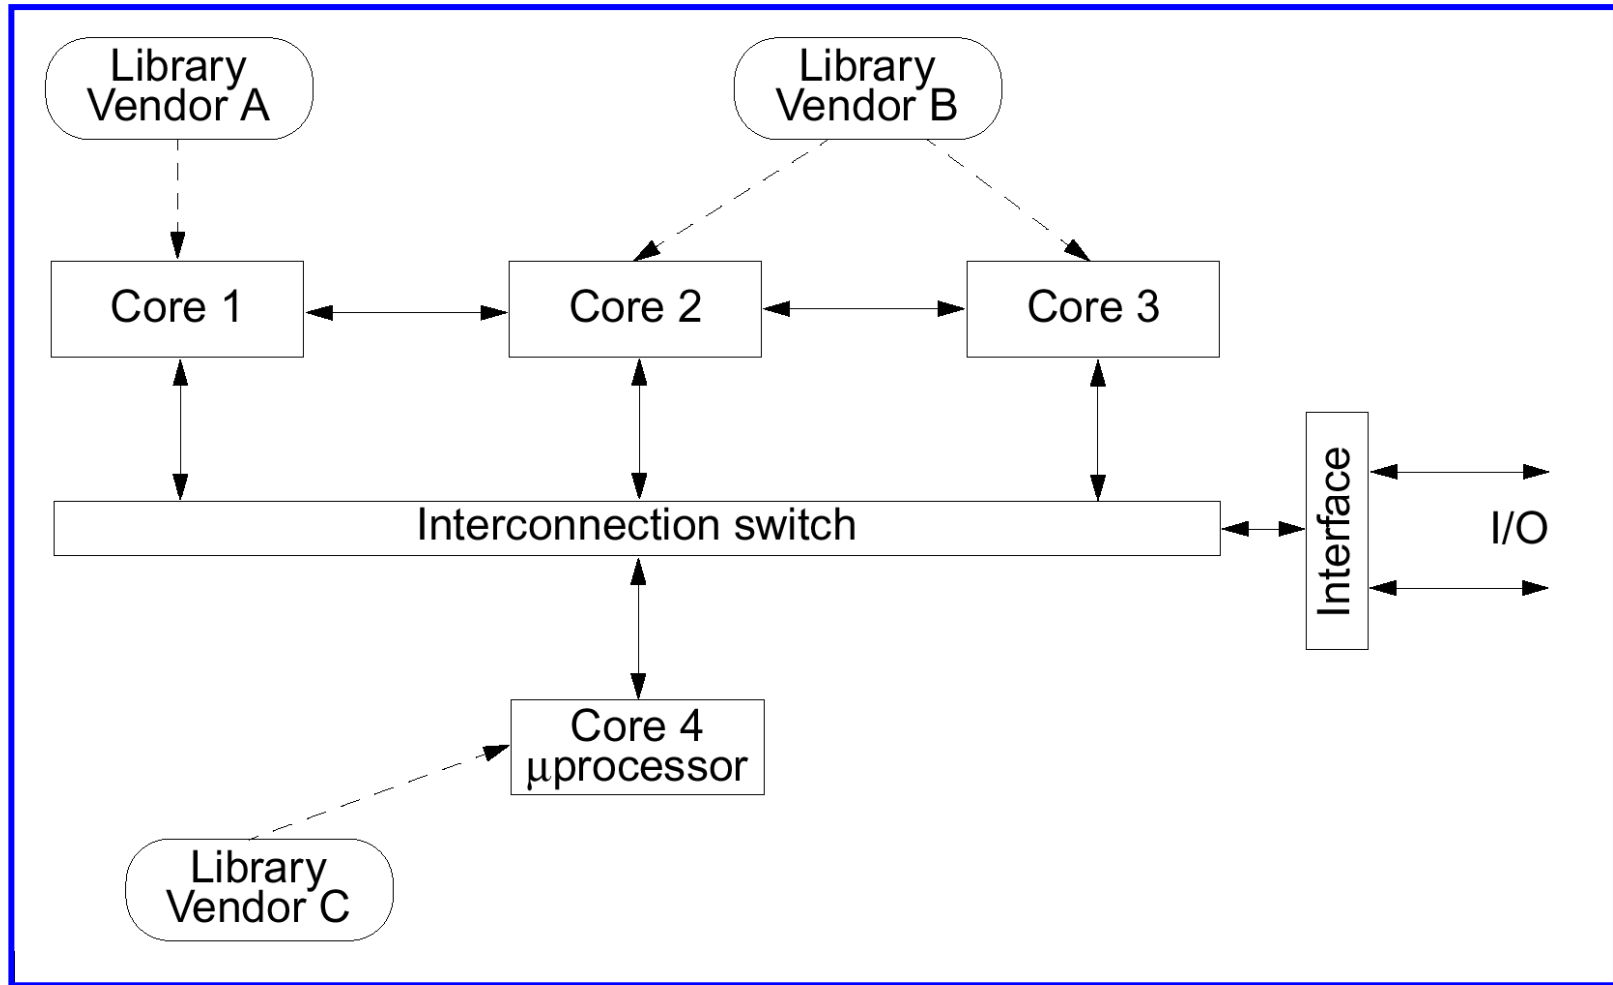 Library
Vendor A
Library
Vendor B
Core 1
Core 2
Core 3
Interconnection switch
Interface
I/O
Core 4
μprocessor
Library
Vendor C